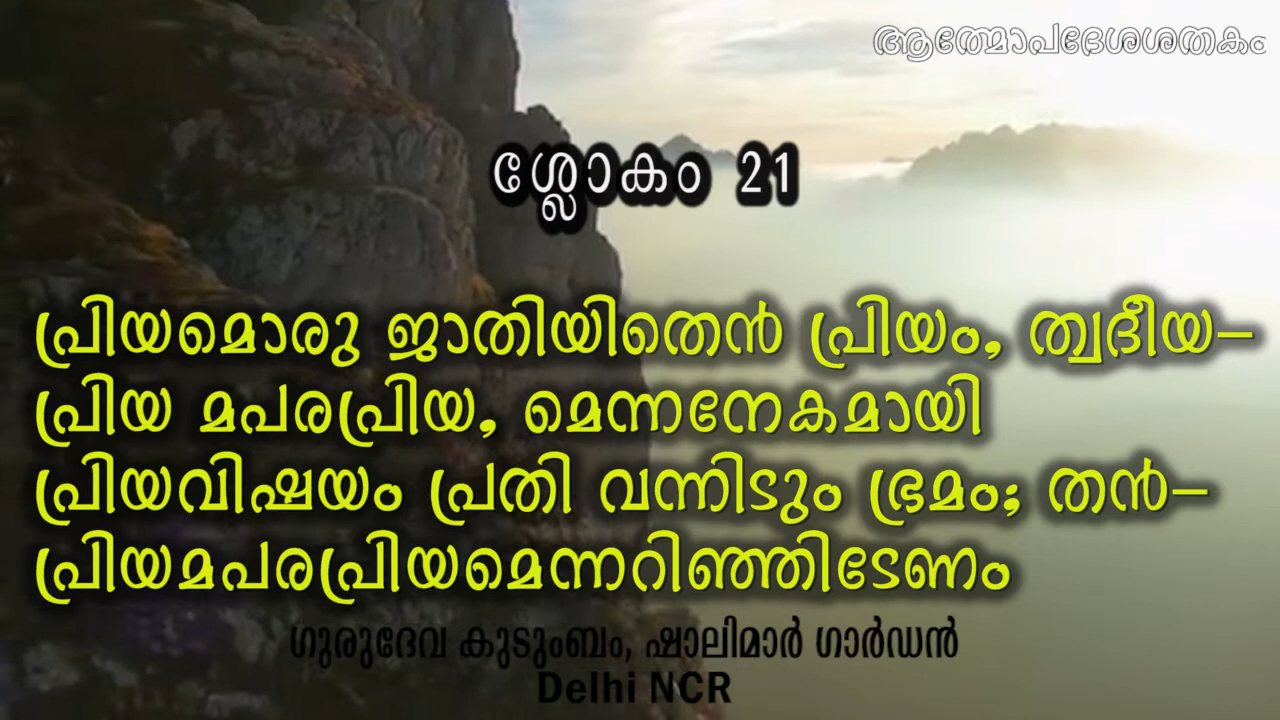 ആത്മോപദേശശതകം
ശ്ലോകം 21
പ്രിയമൊരു ജാതിയിതെൻ പ്രിയം, ത്വദീയ-
പ്രിയ മപരപ്രിയ, മെന്നനേകമായി
പ്രിയവിഷയം പ്രതി വന്നിടും ഭ്രമം; തൻ-
പ്രിയമപരപ്രിയമെന്നറിഞ്ഞിടേണം
ഗുരുദേവ കുടുംബം, ഷാലിമാർ ഗാർഡൻ
Delhi NCR